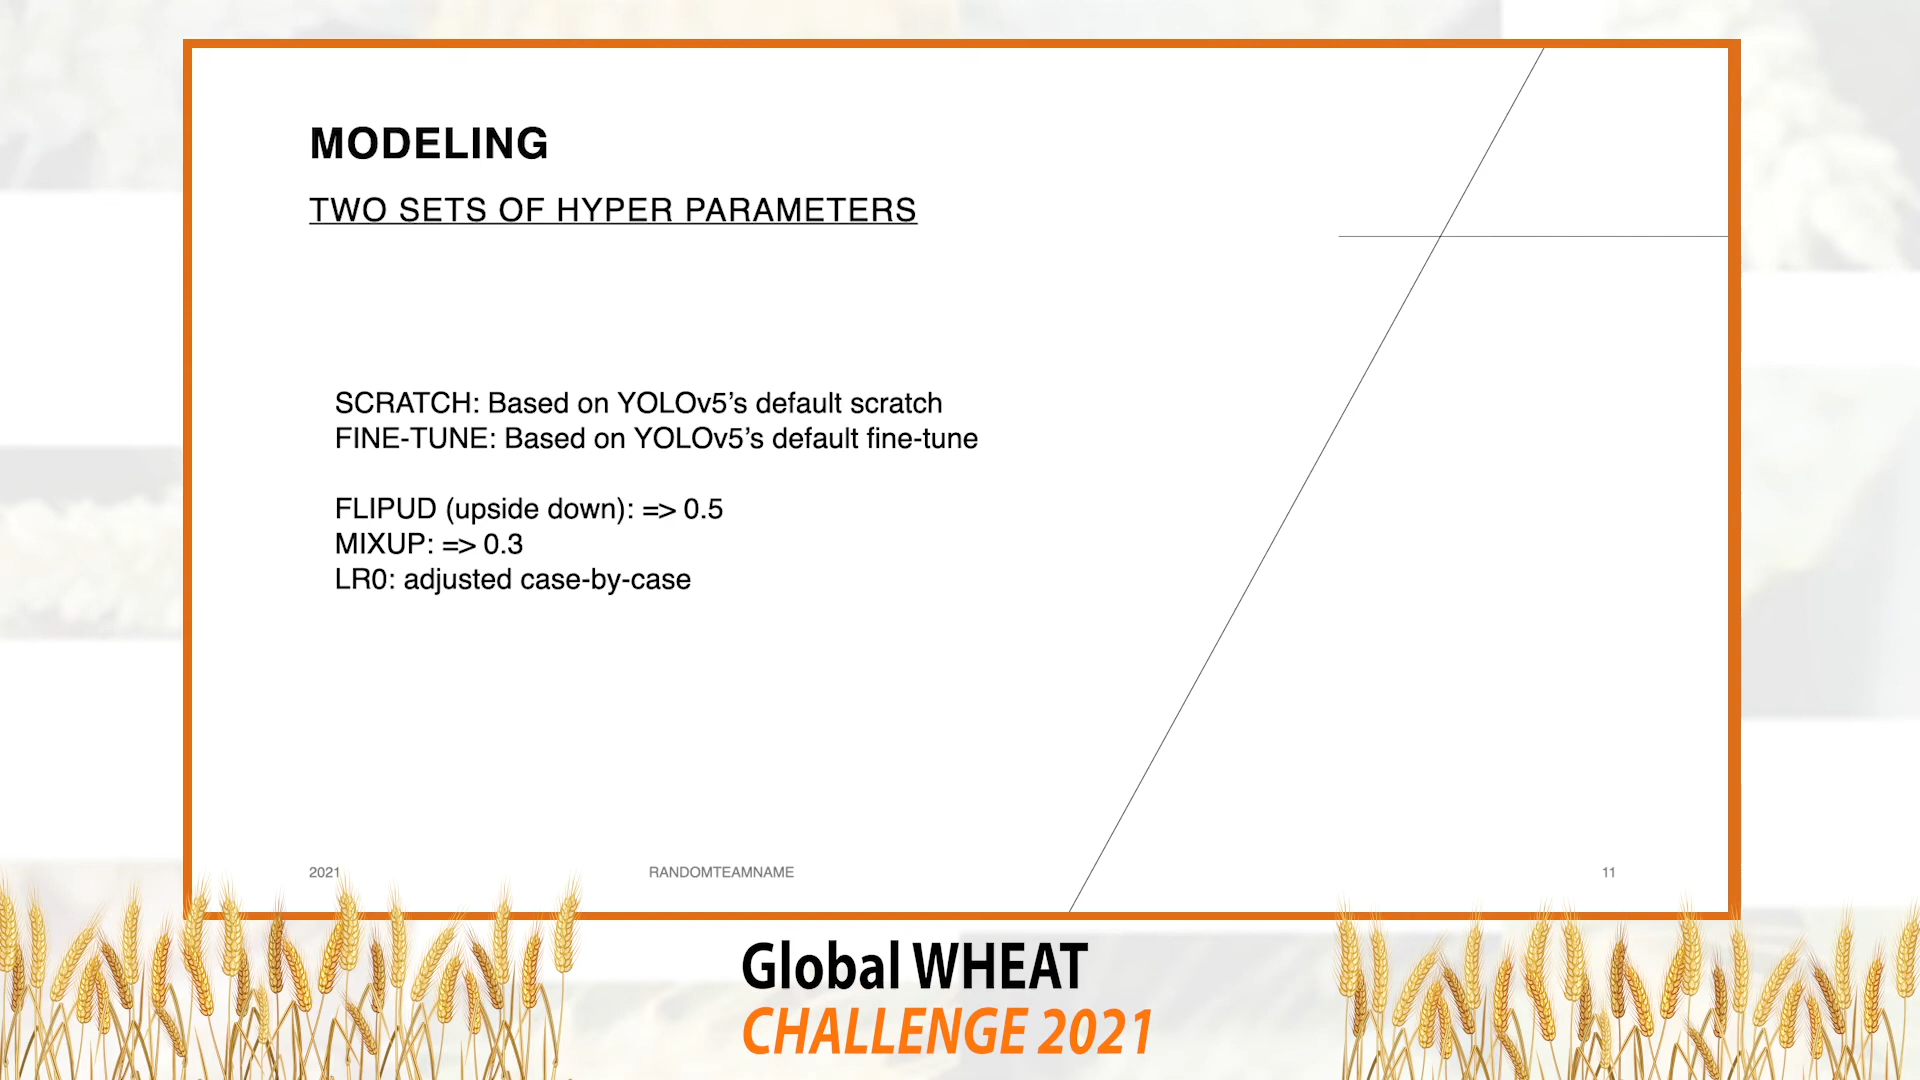 MODELING
TWO SETS OF HYPER PARAMETERS
SCRATCH: Based on YOLOv5’s default scratch
FINE-TUNE: Based on YOLOv5’s default fine-tune
FLIPUD (upside down): => 0.5
MIXUP: => 0.3
LR0: adjusted case-by-case
2021 RANDOMTEAMNAME 11
Global WHEAT
CHALLENGE 2021